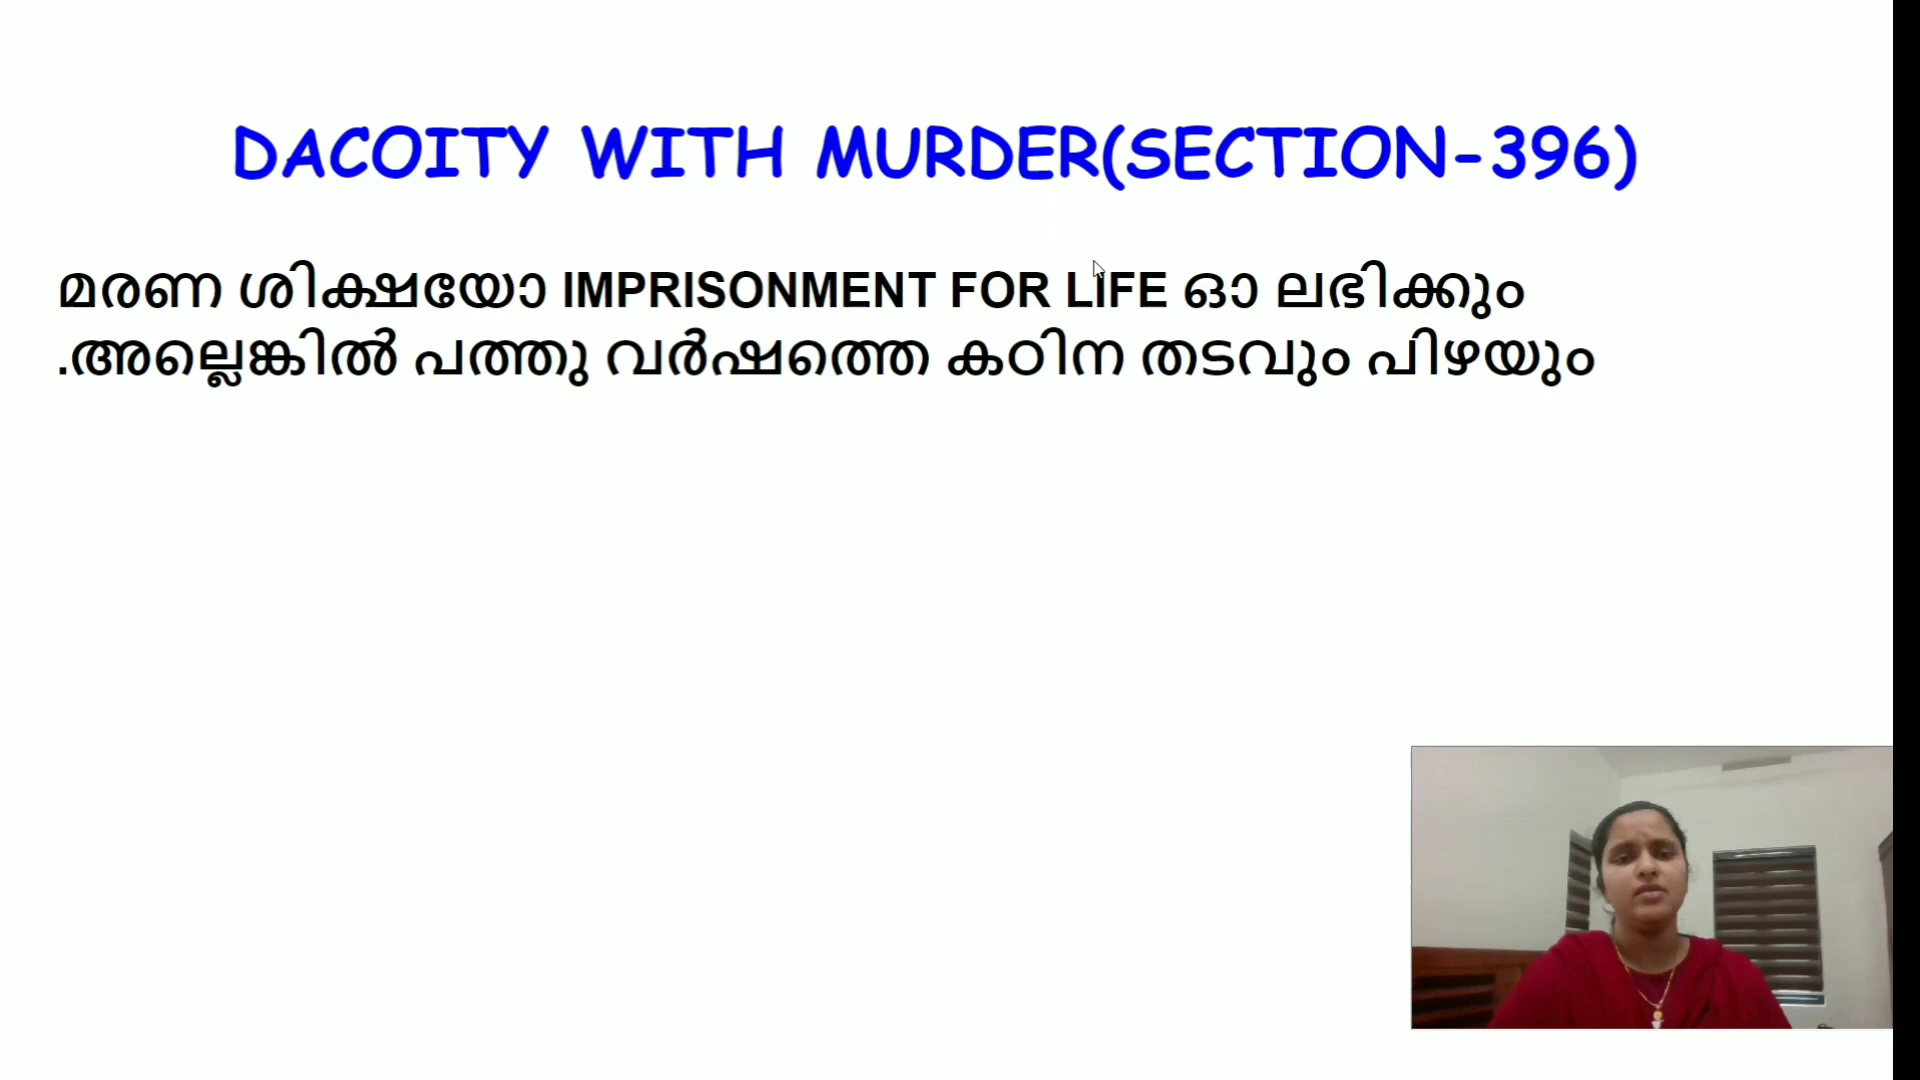 DACOITY WITH MURDER(SECTION-396)
മരണ ശിക്ഷയോ IMPRISONMENT FOR LIFE ഓ ലഭിക്കും
.അല്ലെങ്കിൽ പത്തു വർഷത്തെ കഠിന തടവും പിഴയും